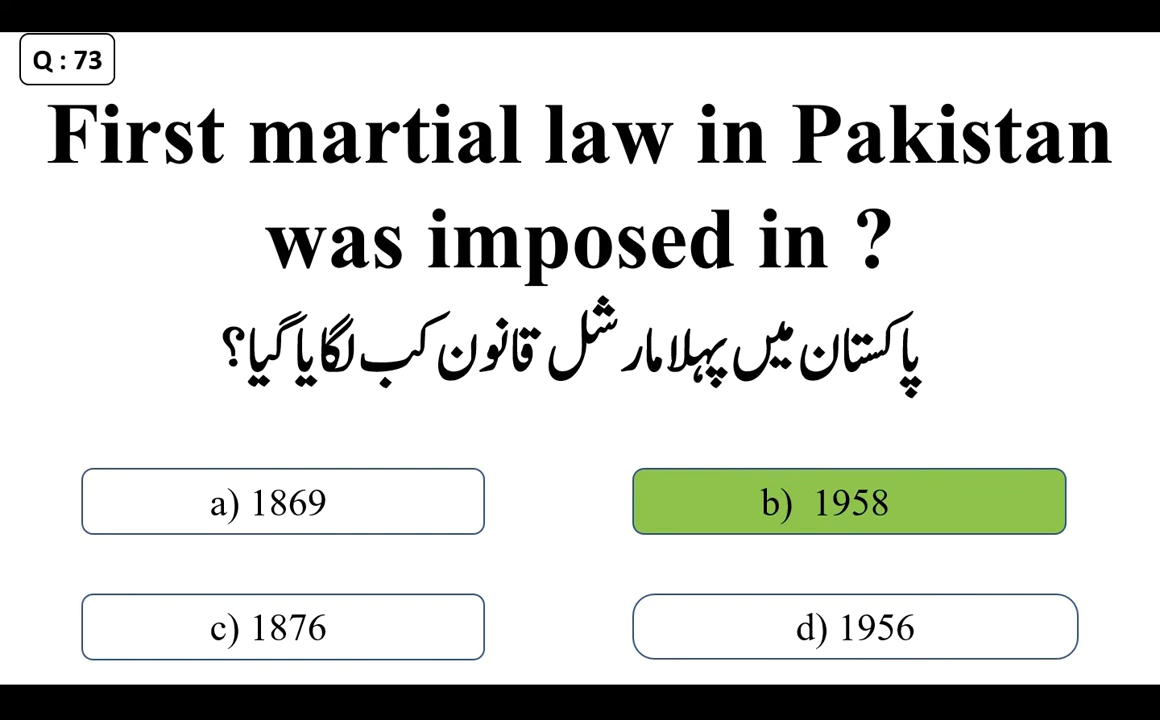 Q : 73
First martial law in Pakistan
was imposed in ?
پاکستان میں پہلا مارشل قانون کب لگایا گیا؟
a) 1869
b) 1958
c) 1876
d) 1956